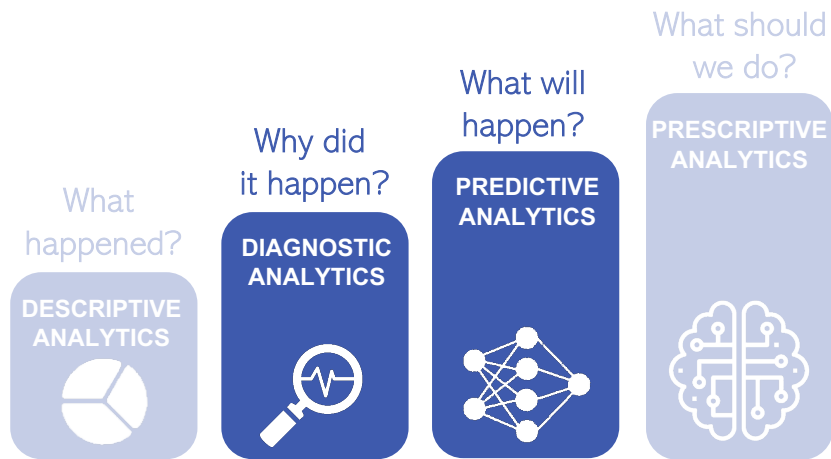 What
happened?
DESCRIPTIVE
ANALYTICS
Why did
it happen?
DIAGNOSTIC
ANALYTICS
What will
happen?
PREDICTIVE
ANALYTICS
What should
we do?
PRESCRIPTIVE
ANALYTICS